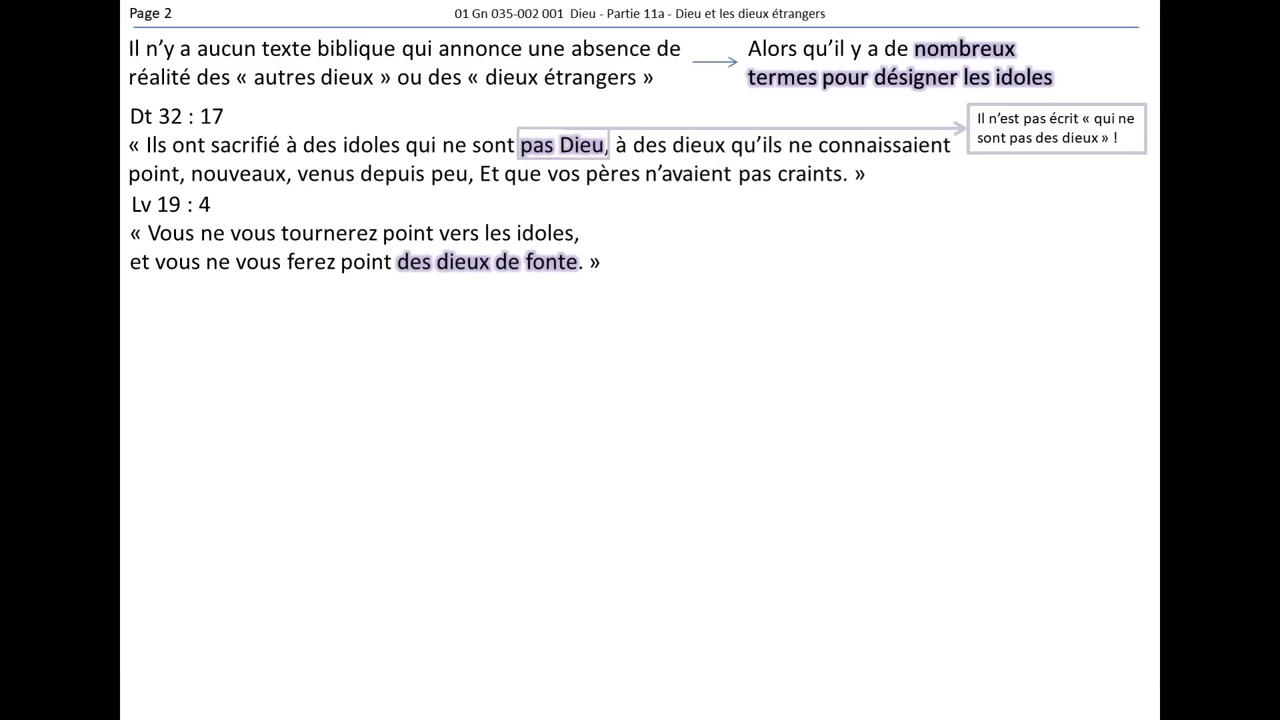 Page 2
01 Gn 035-002 001  Dieu - Partie 11a - Dieu et les dieux étrangers
Il n’y a aucun texte biblique qui annonce une absence de
réalité des « autres dieux » ou des « dieux étrangers »
Alors qu’il y a de nombreux
termes pour désigner les idoles
Dt 32 : 17
« Ils ont sacrifié à des idoles qui ne sont pas Dieu, à des dieux qu’ils ne connaissaient
point, nouveaux, venus depuis peu, Et que vos pères n’avaient pas craints. »
Il n’est pas écrit « qui ne
sont pas des dieux » !
Lv 19 : 4
« Vous ne vous tournerez point vers les idoles,
et vous ne vous ferez point des dieux de fonte. »